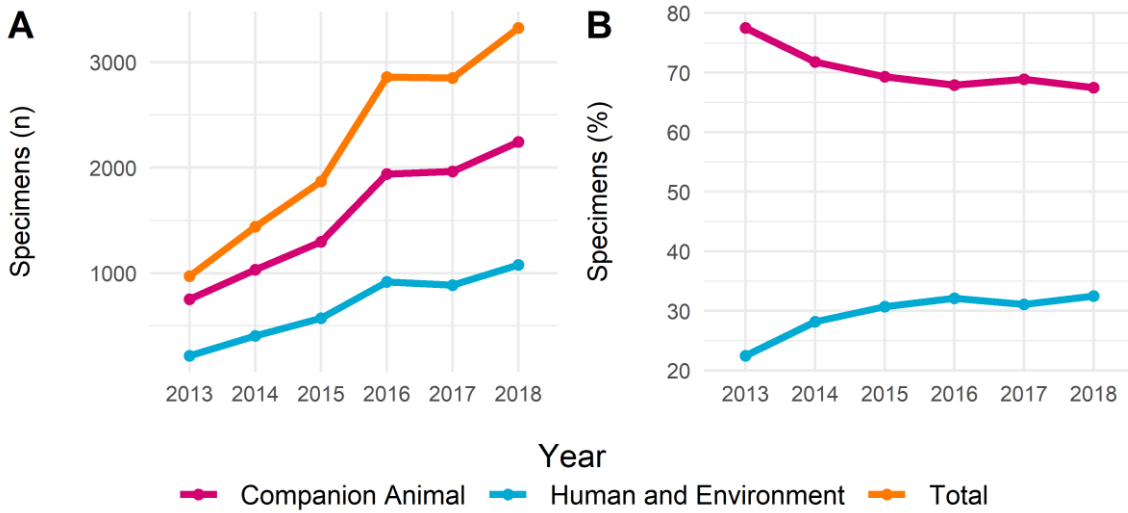 A
Specimens (n)
3000
2000
1000
2013 2014 2015 2016 2017 2018
B
Specimens (%)
80
70
60
50
40
30
20
2013 2014 2015 2016 2017 2018
Year
Companion Animal Human and Environment Total